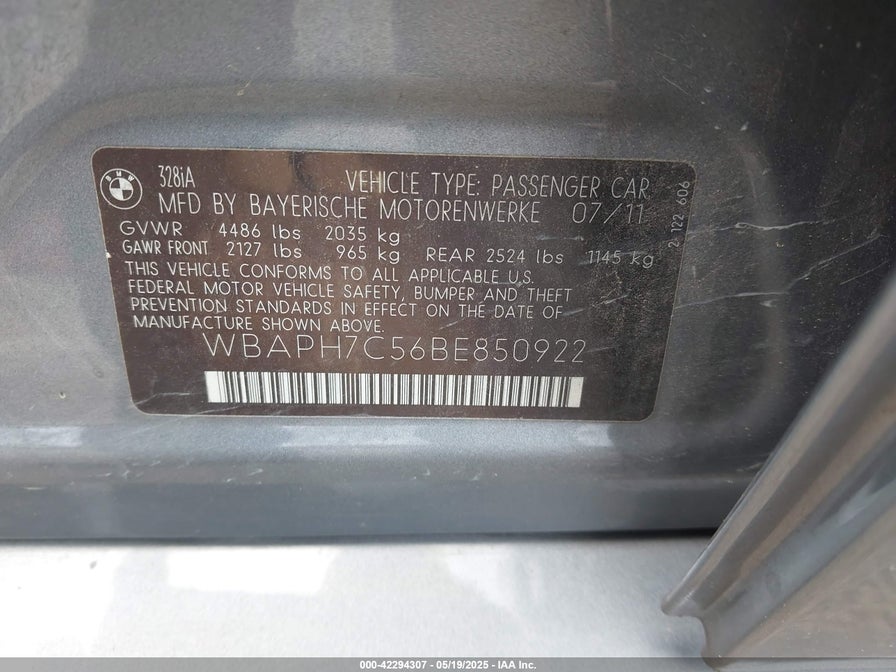 BMW
328iA
VEHICLE TYPE: PASSENGER CAR
MFD BY BAYERISCHE MOTORENWERKE 07/11
GVWR 4486 lbs 2035 kg
GAWR FRONT 2127 lbs 965 kg REAR 2524 lbs 1145 kg
THIS VEHICLE CONFORMS TO ALL APPLICABLE U.S.
FEDERAL MOTOR VEHICLE SAFETY, BUMPER AND THEFT
PREVENTION STANDARDS IN EFFECT ON THE DATE OF
MANUFACTURE SHOWN ABOVE.
WBAPH7C56BE850922
2 122 606
000-42294307 - 05/19/2025 - IAA Inc.